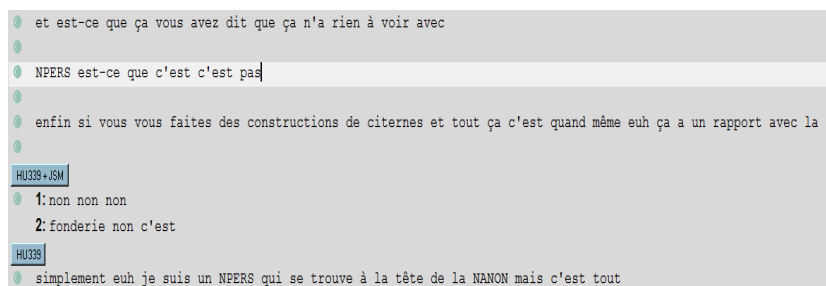 et est-ce que ça vous avez dit que ça n'a rien à voir avec
NPERS est-ce que c'est c'est pas
enfin si vous vous faites des constructions de citernes et tout ça c'est quand même euh ça a un rapport avec la
HU339+JSM
1: non non non
2: fonderie non c'est
HU339
simplement euh je suis un NPERS qui se trouve à la tête de la NANON mais c'est tout